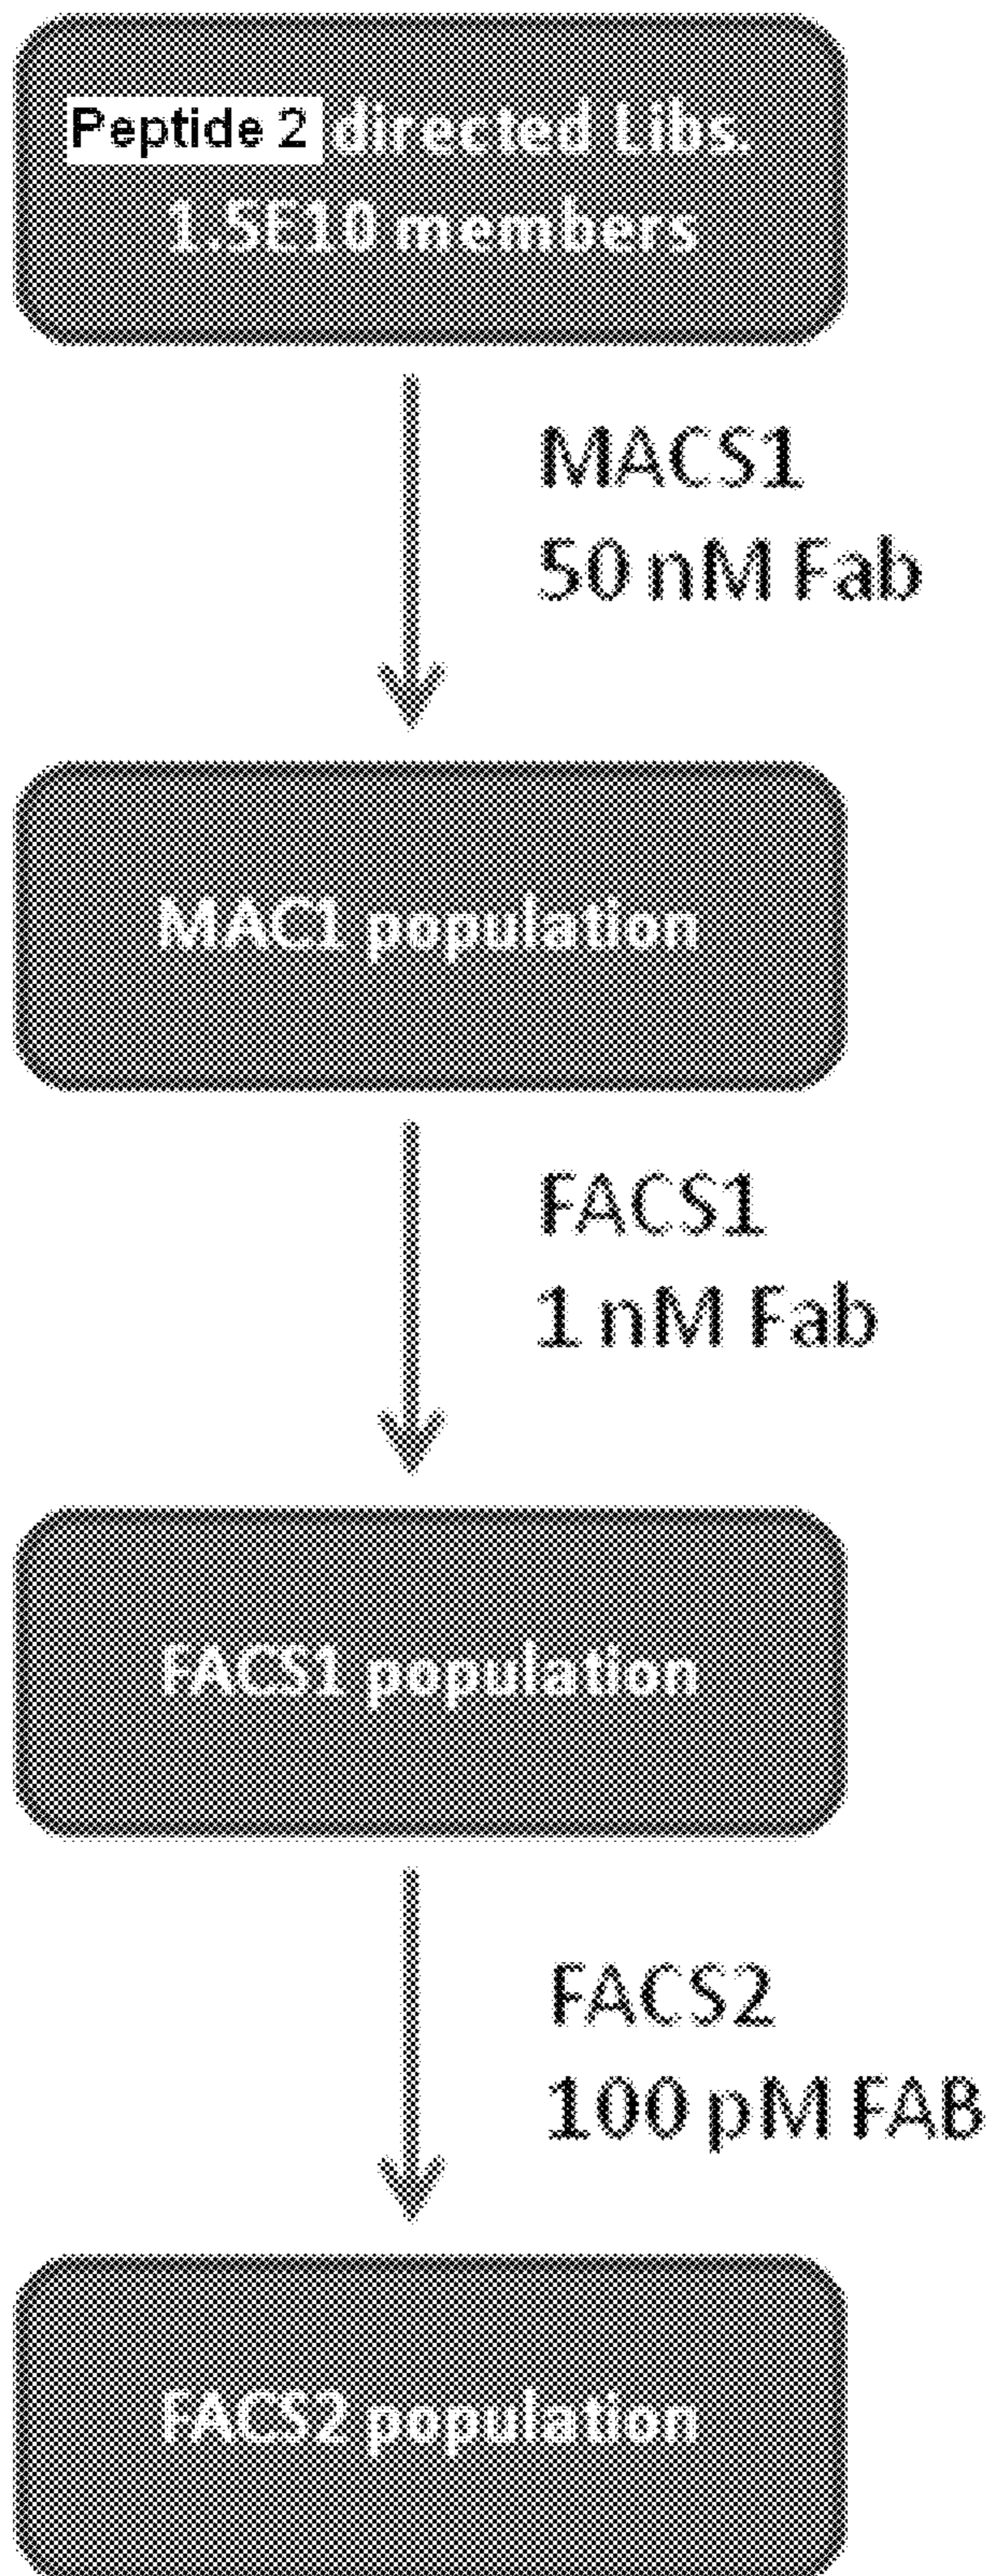 Peptide 2 directed Libs.
1.5E10 members
MACS1
50 nM Fab
MAC1 population
FACS1
1 nM Fab
FACS1 population
FACS2
100 pM FAB
FACS2 population